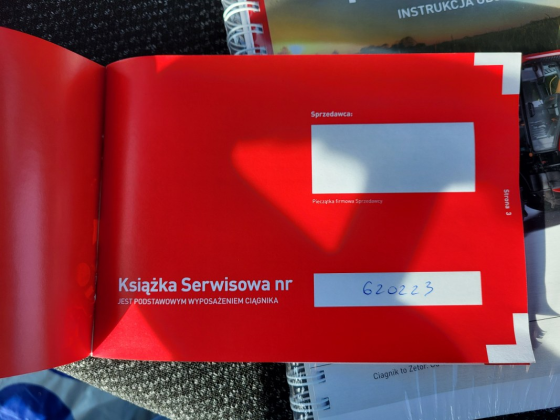 INSTRUKCJA
Sprzedawca:
Pieczątka firmowa Sprzedawcy
Strona 3
Książka Serwisowa nr
620223
JEST PODSTAWOWYM WYPOSAŻENIEM CIĄGNIKA
Ciągnik to Zetor.